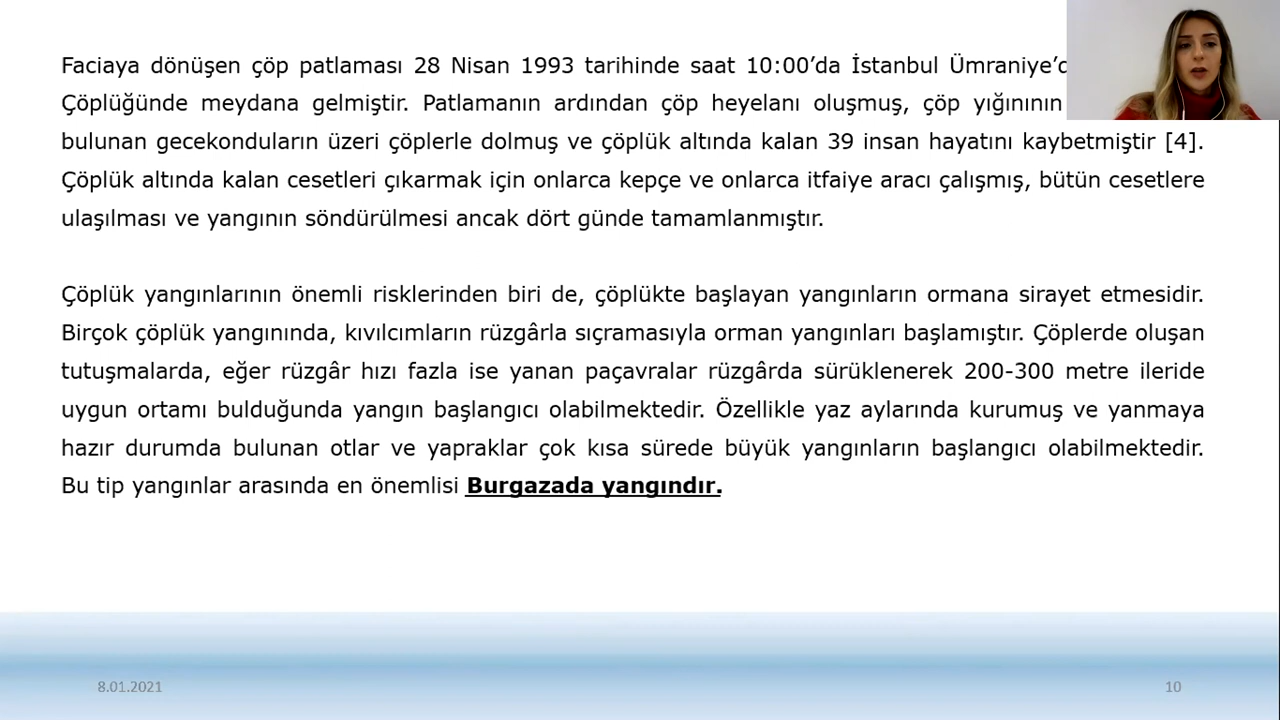 Faciaya dönüşen çöp patlaması 28 Nisan 1993 tarihinde saat 10:00’da İstanbul
Çöplüğünde meydana gelmiştir. Patlamanın ardından çöp heyelanı oluşmuş, çöp yığınının
bulunan gecekonduların üzeri çöplerle dolmuş ve çöplük altında kalan 39 insan hayatını kaybetmiştir [4].
Çöplük altında kalan cesetleri çıkarmak için onlarca kepçe ve onlarca itfaiye aracı çalışmış, bütün cesetlere
ulaşılması ve yangının söndürülmesi ancak dört günde tamamlanmıştır.
Çöplük yangınlarının önemli risklerinden biri de, çöplükte başlayan yangınların ormana sirayet etmesidir.
Birçok çöplük yangınında, kıvılcımların rüzgârla sıçramasıyla orman yangınları başlamıştır. Çöplerde oluşan
tutuşmalarda, eğer rüzgâr hızı fazla ise yanan paçavralar rüzgârda sürüklenerek 200-300 metre ileride
uygun ortamı bulduğunda yangın başlangıcı olabilmektedir. Özellikle yaz aylarında kurumuş ve yanmaya
hazır durumda bulunan otlar ve yapraklar çok kısa sürede büyük yangınların başlangıcı olabilmektedir.
Bu tip yangınlar arasında en önemlisi Burgazada yangındır.
8.01.2021
10